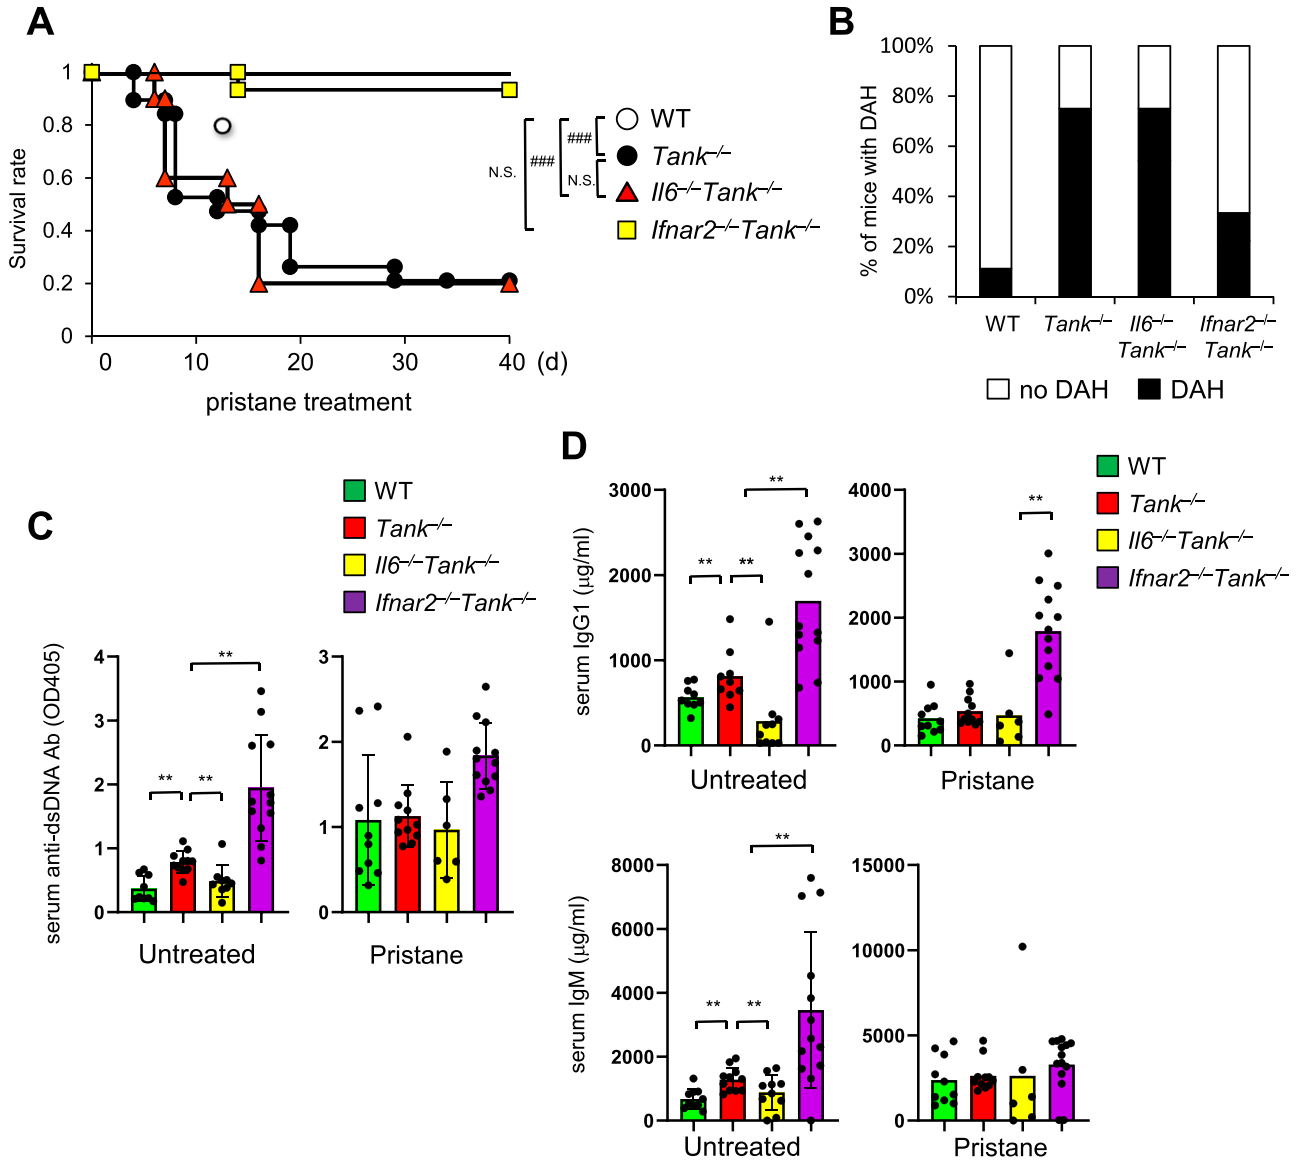 A
Survival rate
1
0.8
0.6
0.4
0.2
0
0 10 20 30 40 (d)
pristane treatment
N.S.
###
###
N.S.
WT
Tank–/–
Il6–/–Tank–/–
Ifnar2–/–Tank–/–
B
% of mice with DAH
100%
80%
60%
40%
20%
0%
WT Tank–/– Il6–/– Ifnar2–/–
Tank–/– Tank–/–
no DAH DAH
C
WT
Tank–/–
Il6–/–Tank–/–
Ifnar2–/–Tank–/–
serum anti-dsDNA Ab (OD405)
4
3
2
1
0
**
** **
Untreated
3
2
1
0
Pristane
D
WT
Tank–/–
Il6–/–Tank–/–
Ifnar2–/–Tank–/–
serum IgG1 (µg/ml)
3000
2000
1000
0
**
** **
Untreated
4000
3000
2000
1000
0
**
Pristane
serum IgM (µg/ml)
8000
6000
4000
2000
0
**
** **
Untreated
15000
10000
5000
0
Pristane